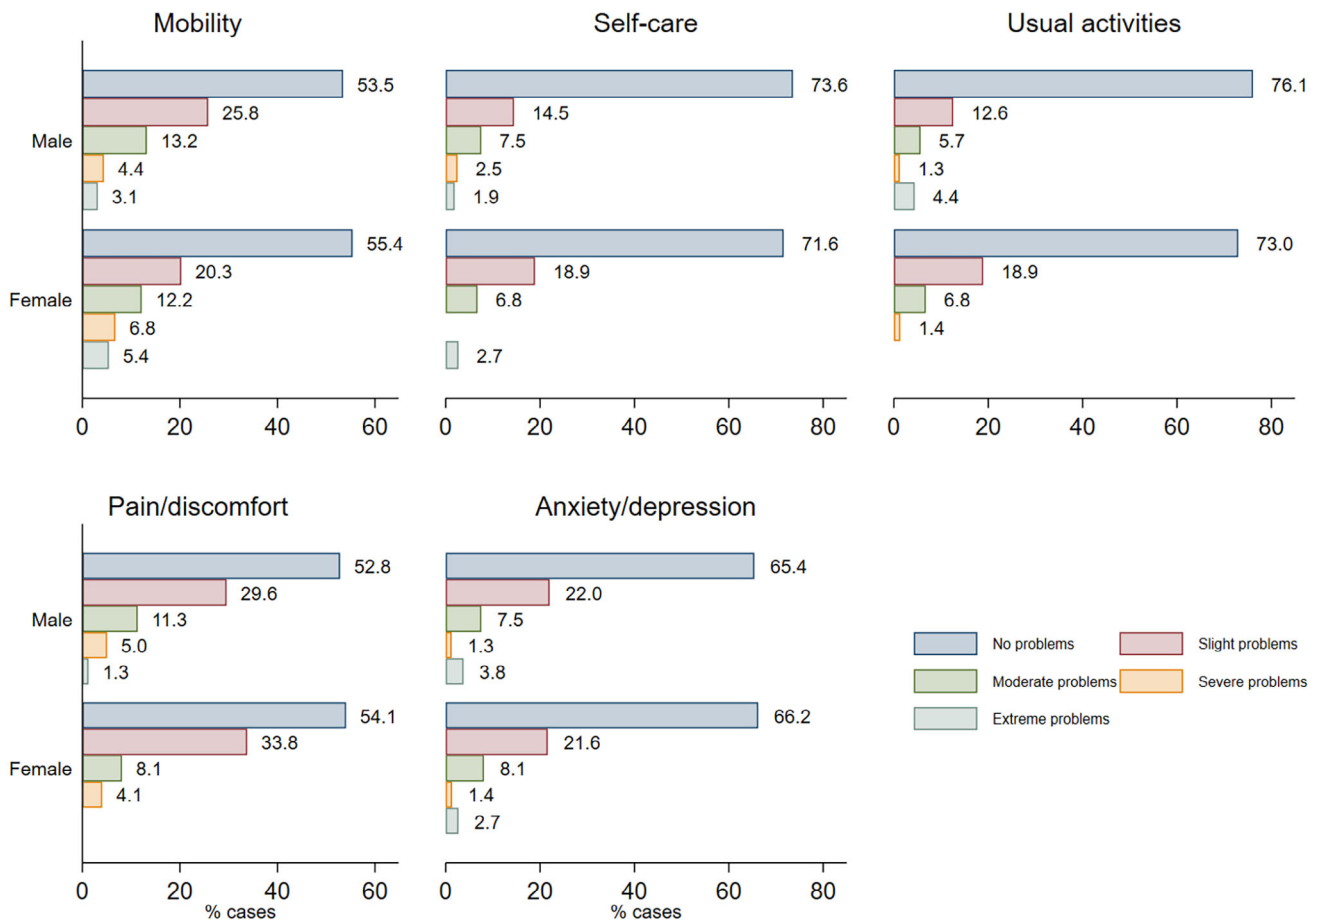 Mobility
Self-care
Usual activities
53.5
73.6
76.1
25.8
14.5
12.6
Male
13.2
7.5
5.7
4.4
2.5
1.3
3.1
1.9
4.4
55.4
71.6
73.0
20.3
18.9
18.9
Female
12.2
6.8
6.8
6.8
1.4
5.4
2.7
0 20 40 60
0 20 40 60 80
0 20 40 60 80
Pain/discomfort
Anxiety/depression
52.8
65.4
29.6
22.0
Male
11.3
7.5
5.0
1.3
1.3
3.8
54.1
66.2
33.8
21.6
Female
8.1
8.1
4.1
1.4
2.7
0 20 40 60
0 20 40 60 80
% cases
% cases
No problems
Slight problems
Moderate problems
Severe problems
Extreme problems